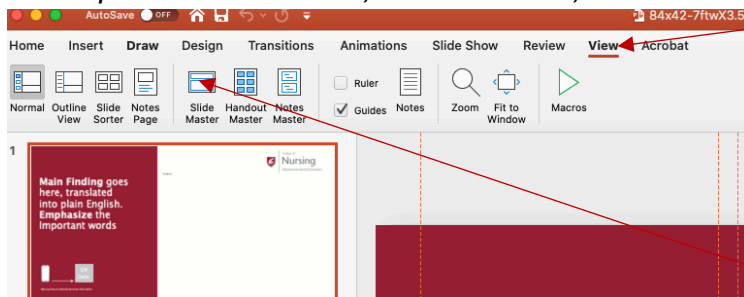 AutoSave OFF 84x42-7ftwX3.5
Home Insert Draw Design Transitions Animations Slide Show Review View Acrobat
Ruler
Normal Outline View Slide Sorter Notes Page Slide Master Handout Master Notes Master Guides Notes Zoom Fit to Window Macros
1
Nursing
Main Finding goes
here, translated
into plain English.
Emphasize the
Important words